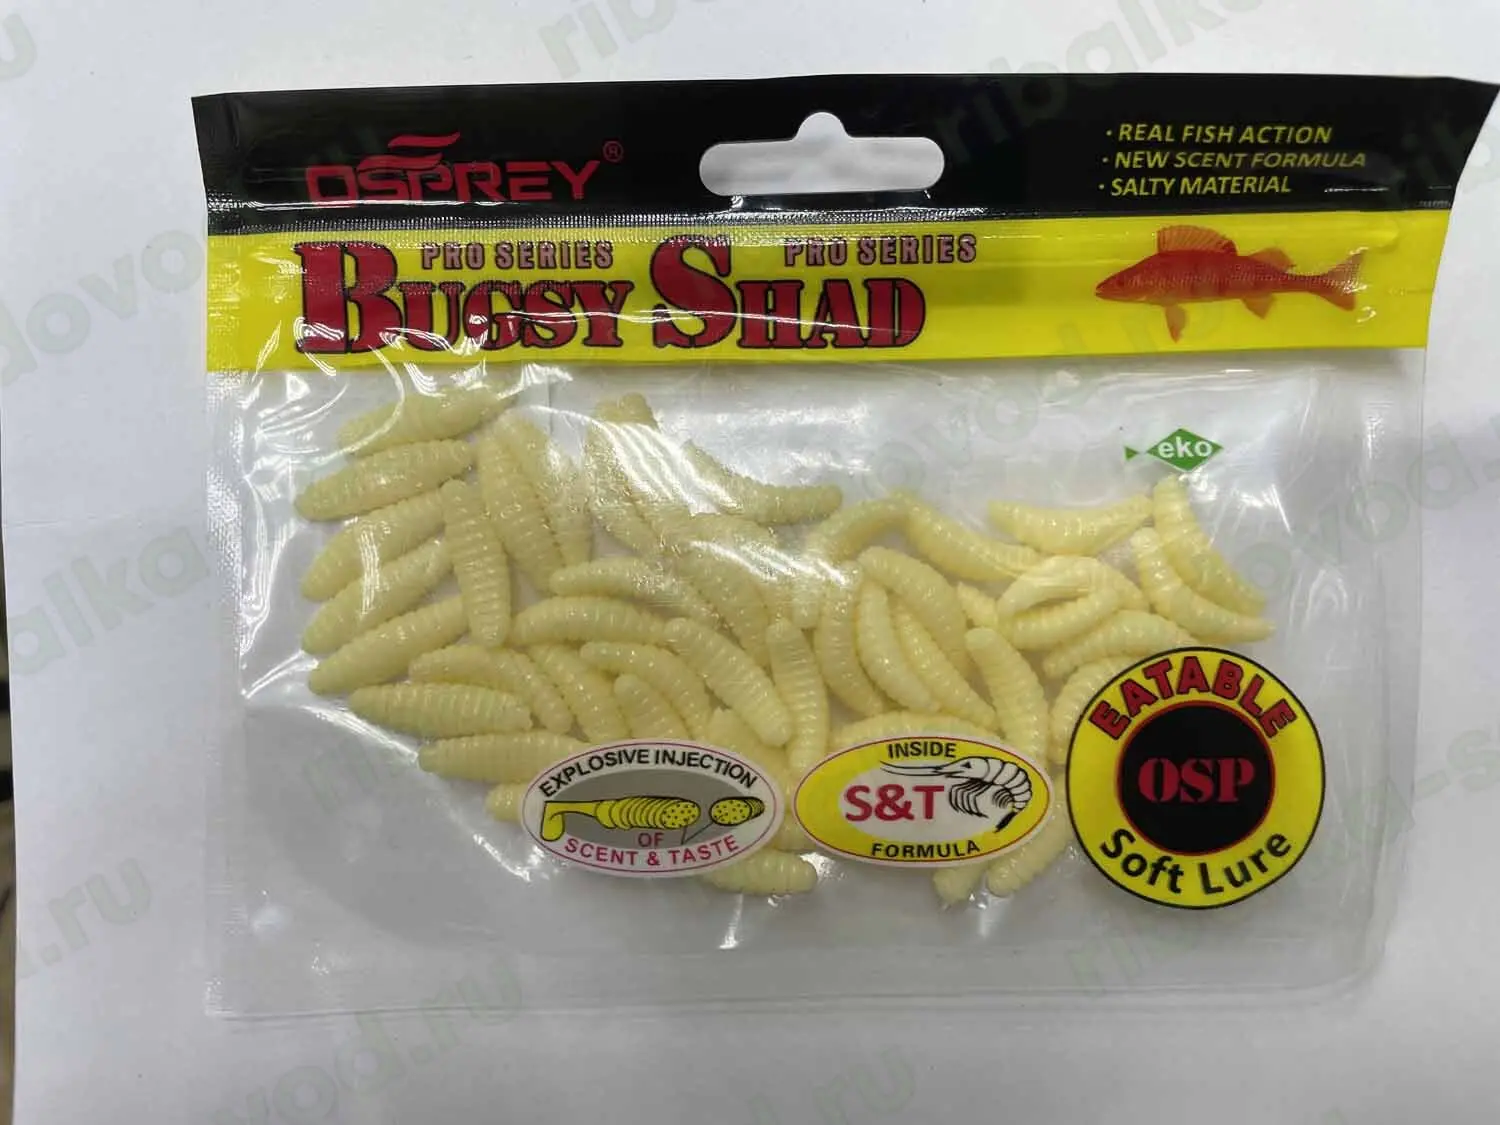 OSPREY®
· REAL FISH ACTION
· NEW SCENT FORMULA
· SALTY MATERIAL
PRO SERIES PRO SERIES
BUGSY SHAD
eko
EXPLOSIVE INJECTION
OF
SCENT & TASTE
INSIDE
S&T
FORMULA
EATABLE
OSP
Soft Lure